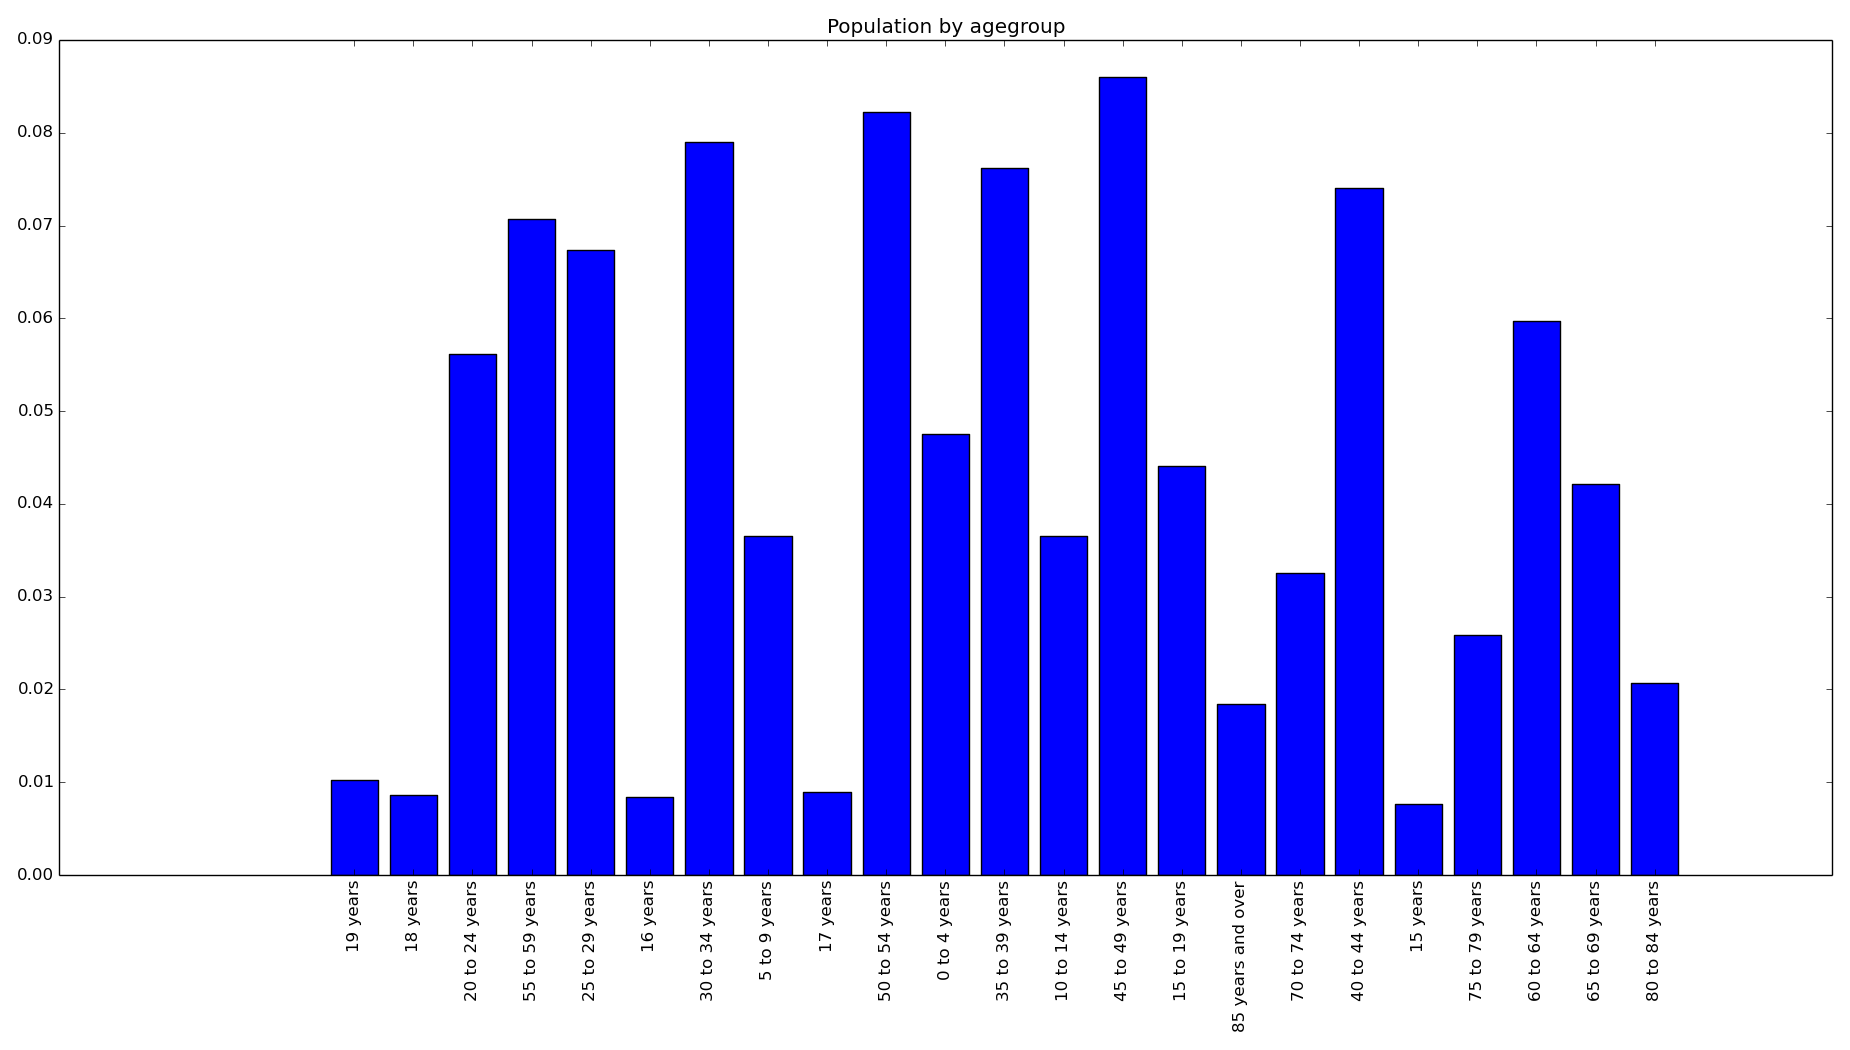 Population by agegroup
0.09
0.08
0.07
0.06
0.05
0.04
0.03
0.02
0.01
0.00
19 years
18 years
20 to 24 years
55 to 59 years
25 to 29 years
16 years
30 to 34 years
5 to 9 years
17 years
50 to 54 years
0 to 4 years
35 to 39 years
10 to 14 years
45 to 49 years
15 to 19 years
85 years and over
70 to 74 years
40 to 44 years
15 years
75 to 79 years
60 to 64 years
65 to 69 years
80 to 84 years